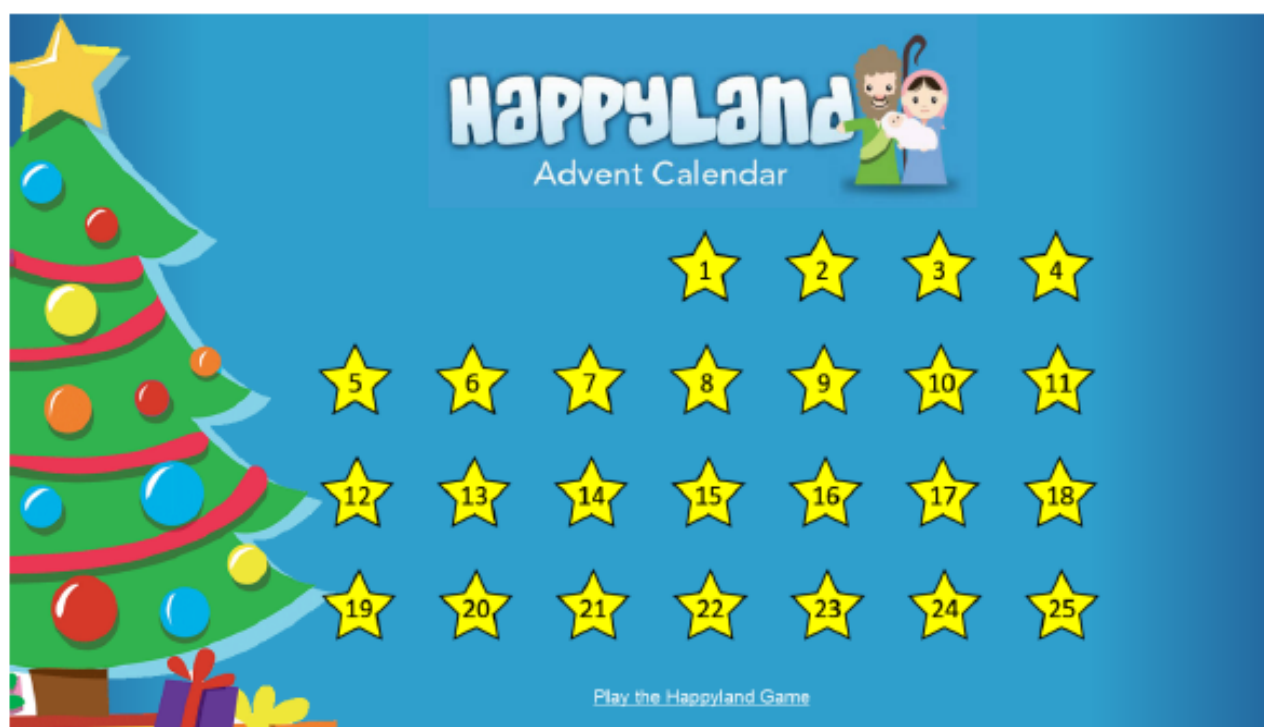 HaPPyLand
Advent Calendar
1 2 3 4
5 6 7 8 9 10 11
12 13 14 15 16 17 18
19 20 21 22 23 24 25
Play the Happyland Game